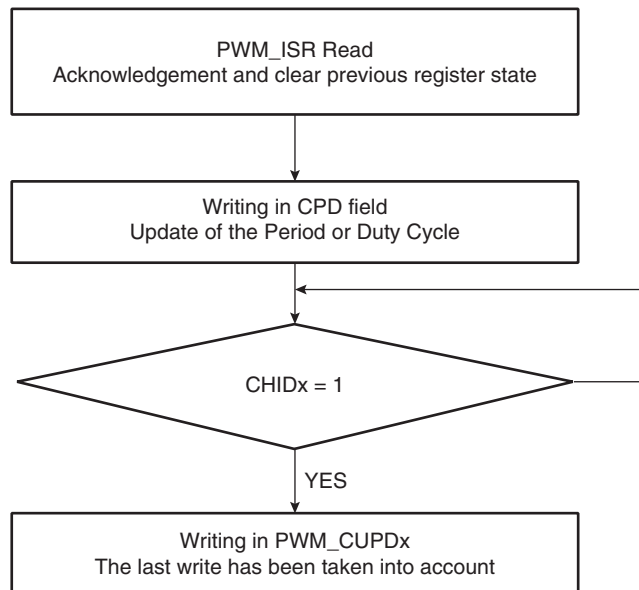 PWM_ISR Read
Acknowledgement and clear previous register state
Writing in CPD field
Update of the Period or Duty Cycle
CHIDx = 1
YES
Writing in PWM_CUPDx
The last write has been taken into account